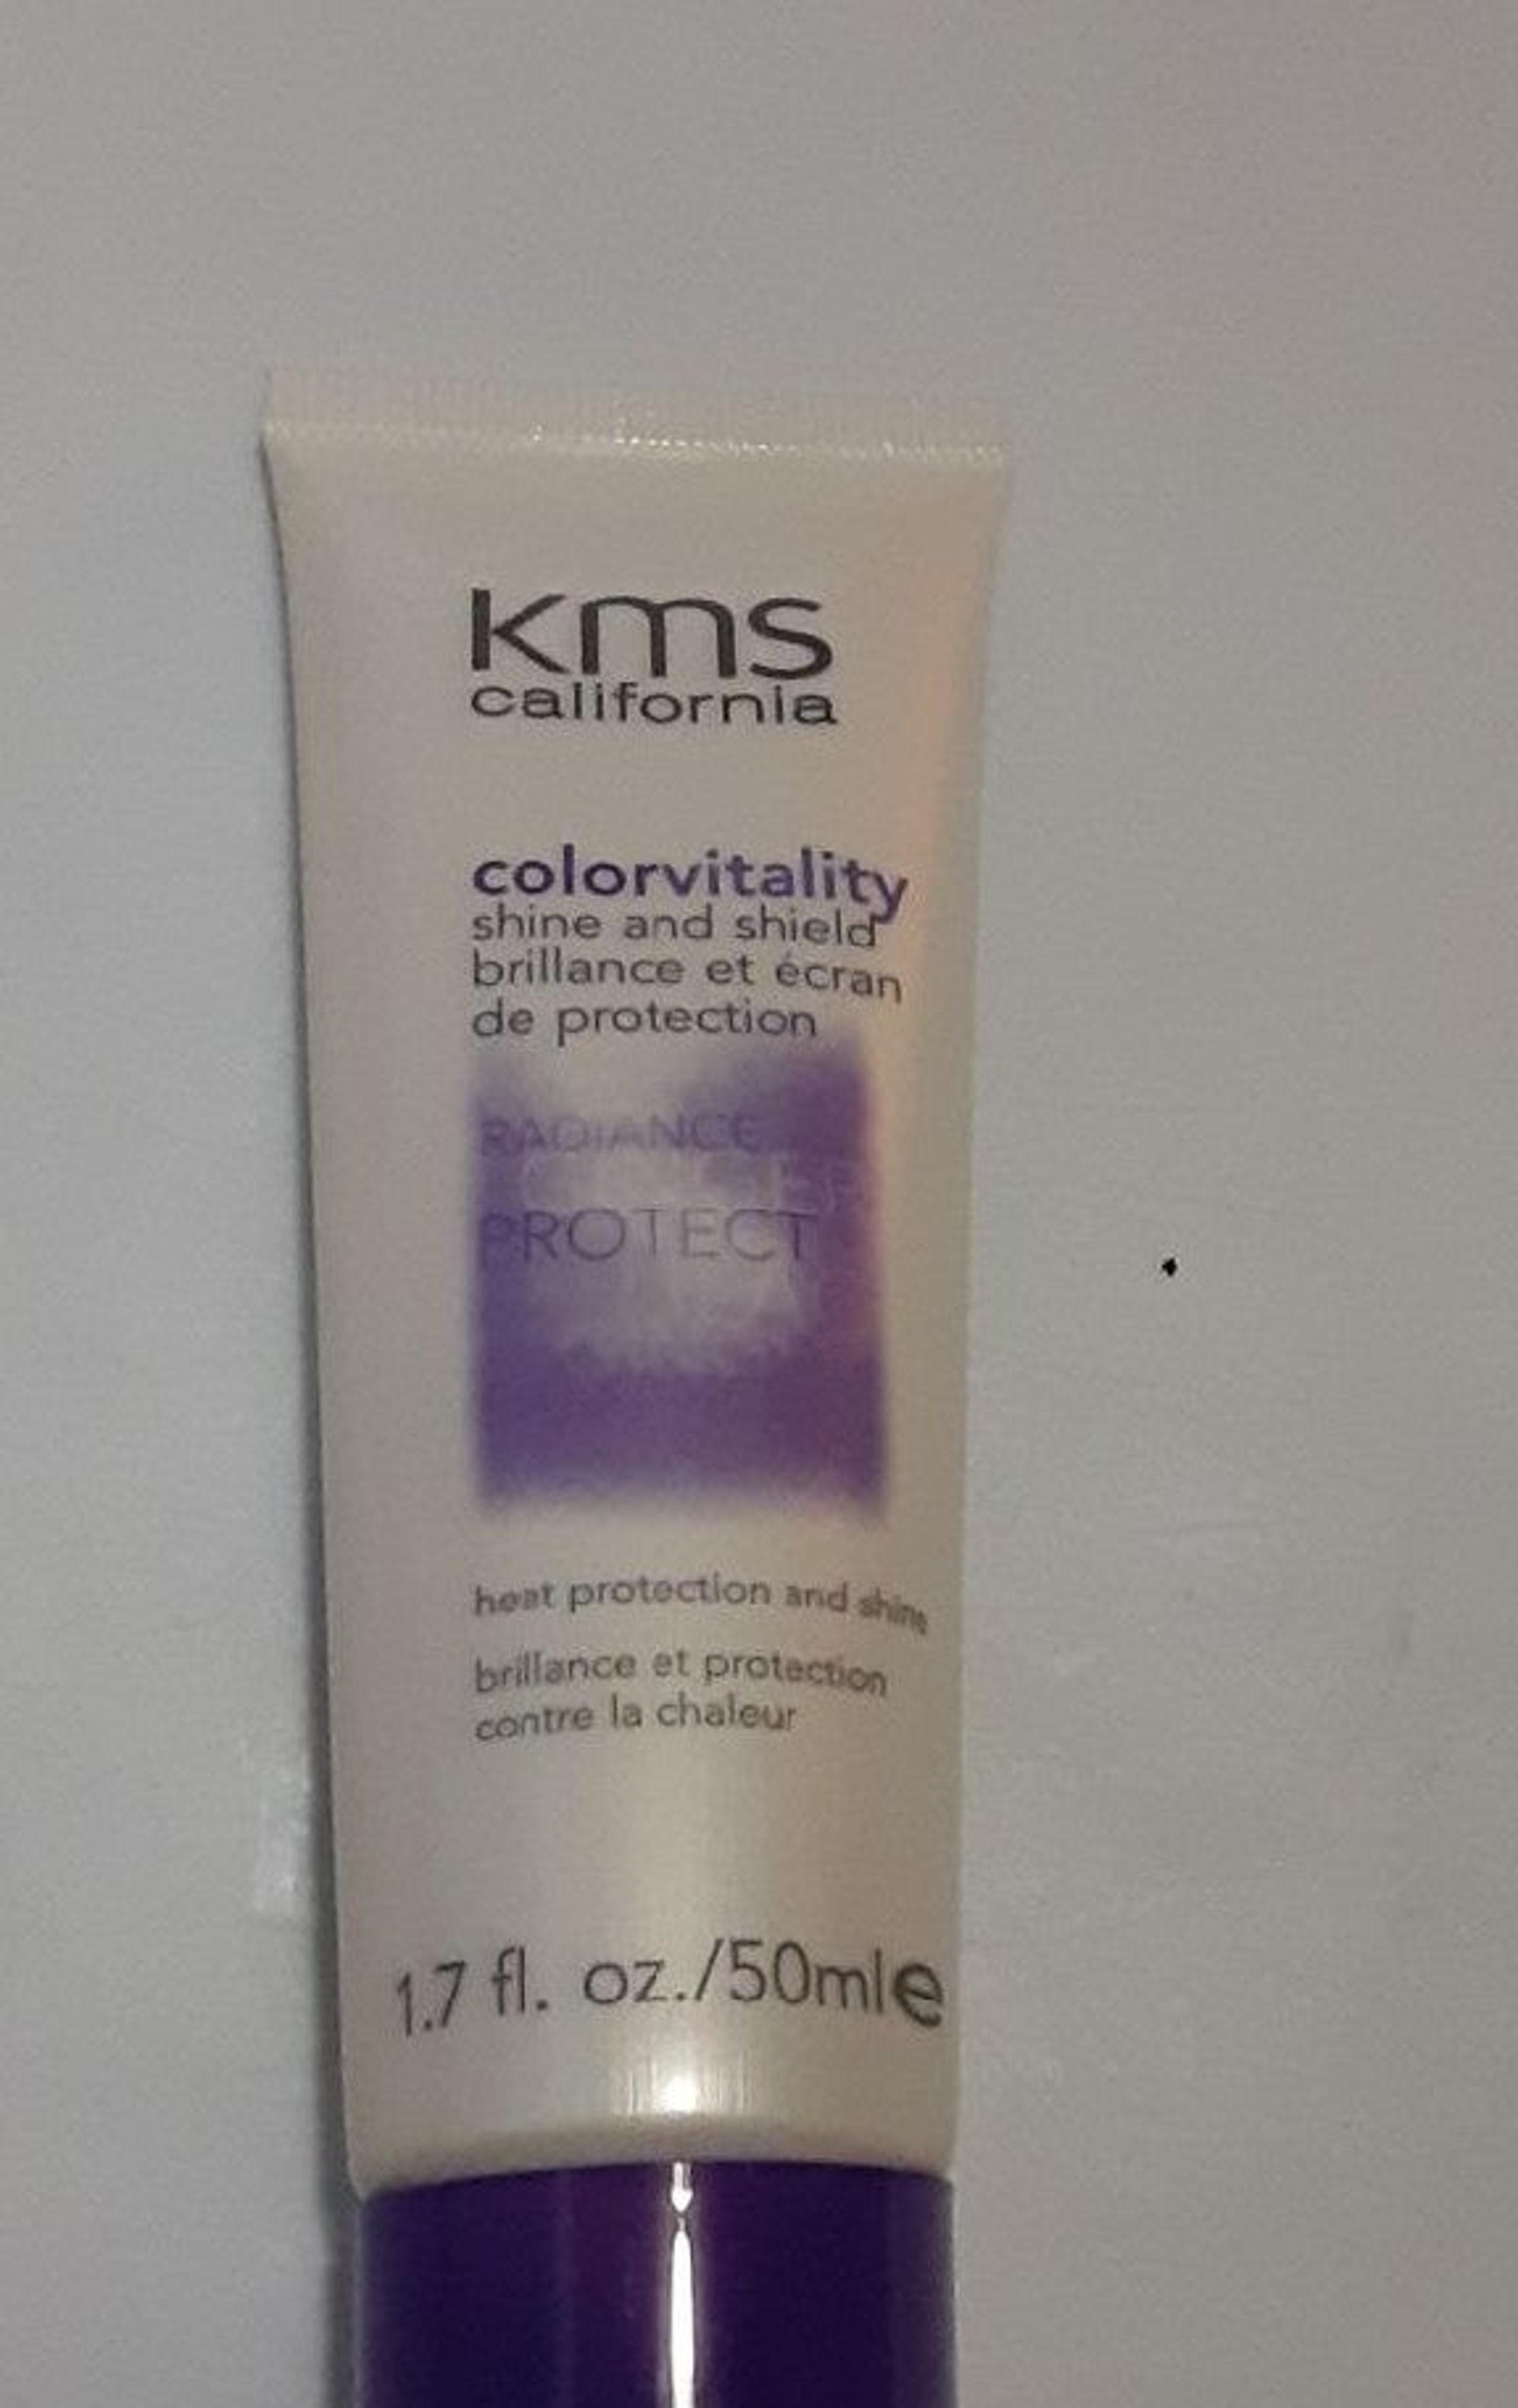 kms
california
colorvitality
shine and shield
brillance et écran
de protection
RADIANCE
PROTECT
heat protection and shine
brillance et protection
contre la chaleur
1.7 fl. oz./50mle